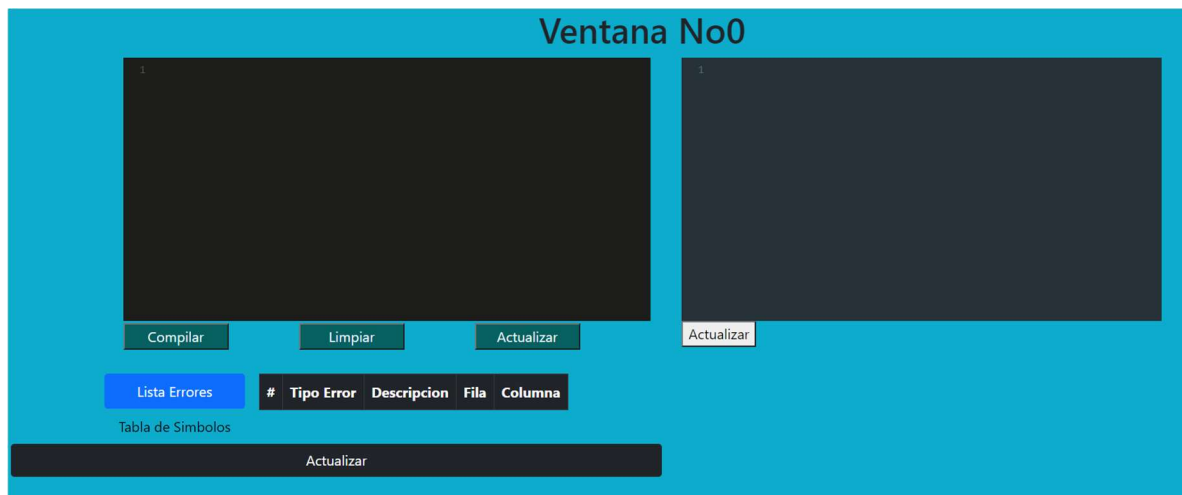 Ventana No0
1
1
Compilar Limpiar Actualizar Actualizar
Lista Errores # Tipo Error Descripcion Fila Columna
Tabla de Simbolos
Actualizar